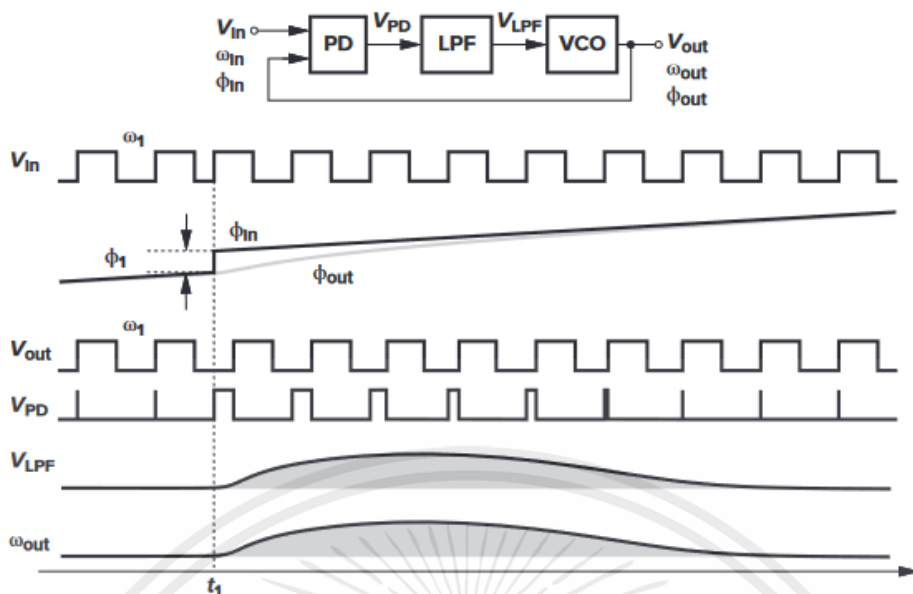 V_In
ω_In
ϕ_In
PD
V_PD
LPF
V_LPF
VCO
V_out
ω_out
ϕ_out
ω_1
V_In
ϕ_In
ϕ_1
ϕ_out
ω_1
V_out
V_PD
V_LPF
ω_out
t_1